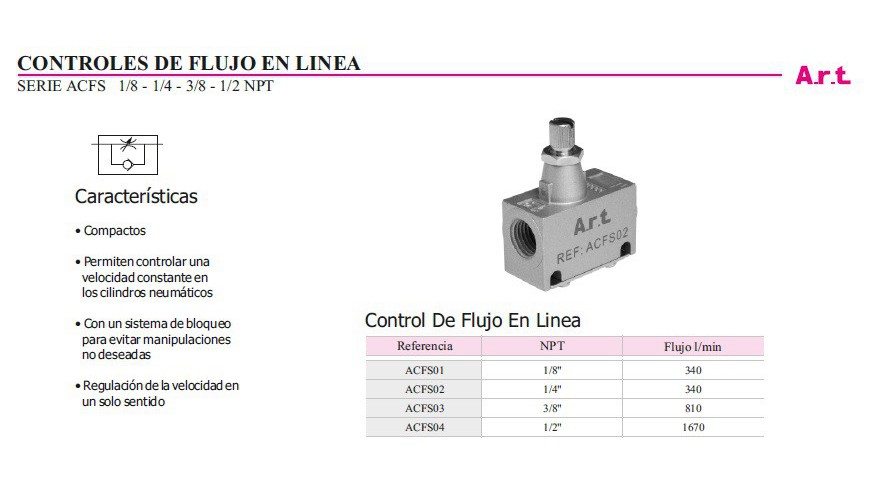 CONTROLES DE FLUJO EN LINEA
SERIE ACFS 1/8 - 1/4 - 3/8 - 1/2 NPT
A.r.t.
Características
• Compactos
• Permiten controlar una
velocidad constante en
los cilindros neumáticos
• Con un sistema de bloqueo
para evitar manipulaciones
no deseadas
• Regulación de la velocidad en
un solo sentido
A.r.t.
REF: ACFS02
Control De Flujo En Linea
Referencia NPT Flujo l/min
ACFS01 1/8" 340
ACFS02 1/4" 340
ACFS03 3/8" 810
ACFS04 1/2" 1670